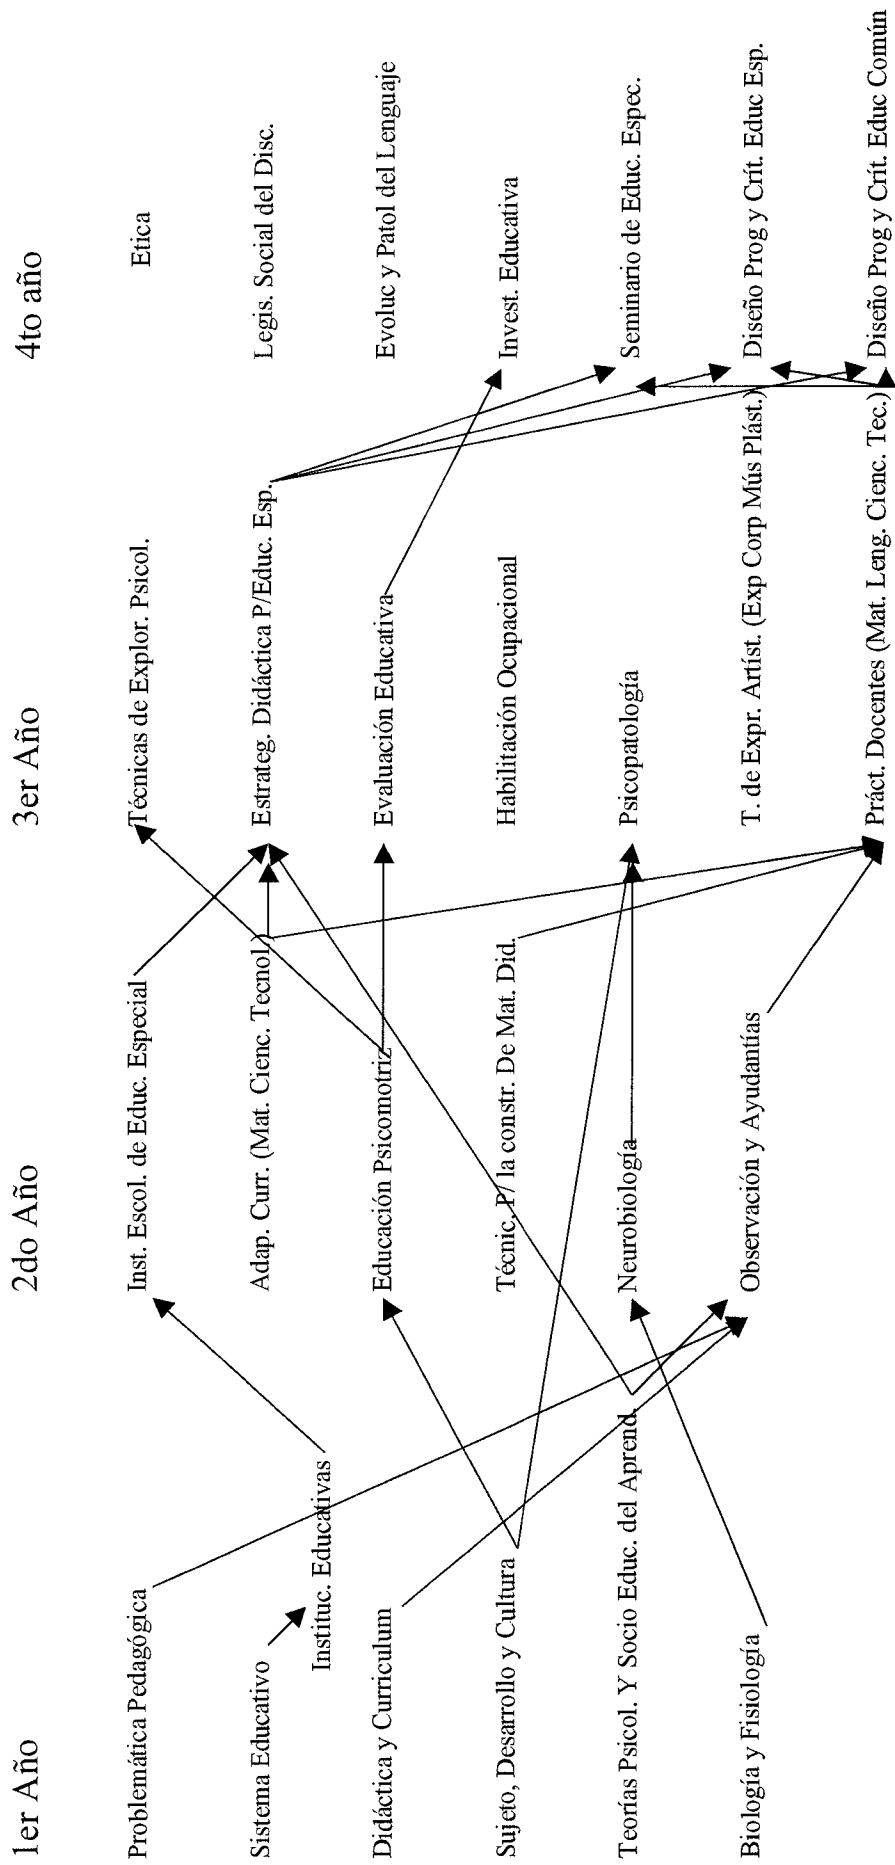 1er Año
Problemática Pedagógica
Sistema Educativo
Instituc. Educativas
Didáctica y Curriculum
Sujeto, Desarrollo y Cultura
Teorías Psicol. Y Socio Educ. del Aprend.
Biología y Fisiología
2do Año
Inst. Escol. de Educ. Especial
Adap. Curr. (Mat. Cienc. Tecnol.)
Educación Psicomotriz
Técnic. P/ la constr. De Mat. Did.
Neurobiología
Observación y Ayudantías
3er Año
Técnicas de Explor. Psicol.
Estrateg. Didáctica P/Educ. Esp.
Evaluación Educativa
Habilitación Ocupacional
Psicopatología
T. de Expr. Artíst. (Exp Corp Mús Plást.)
Práct. Docentes (Mat. Leng. Cienc. Tec.)
4to año
Etica
Legis. Social del Disc.
Evoluc y Patol del Lenguaje
Invest. Educativa
Seminario de Educ. Espec.
Diseño Prog y Crít. Educ Esp.
Diseño Prog y Crít. Educ Común